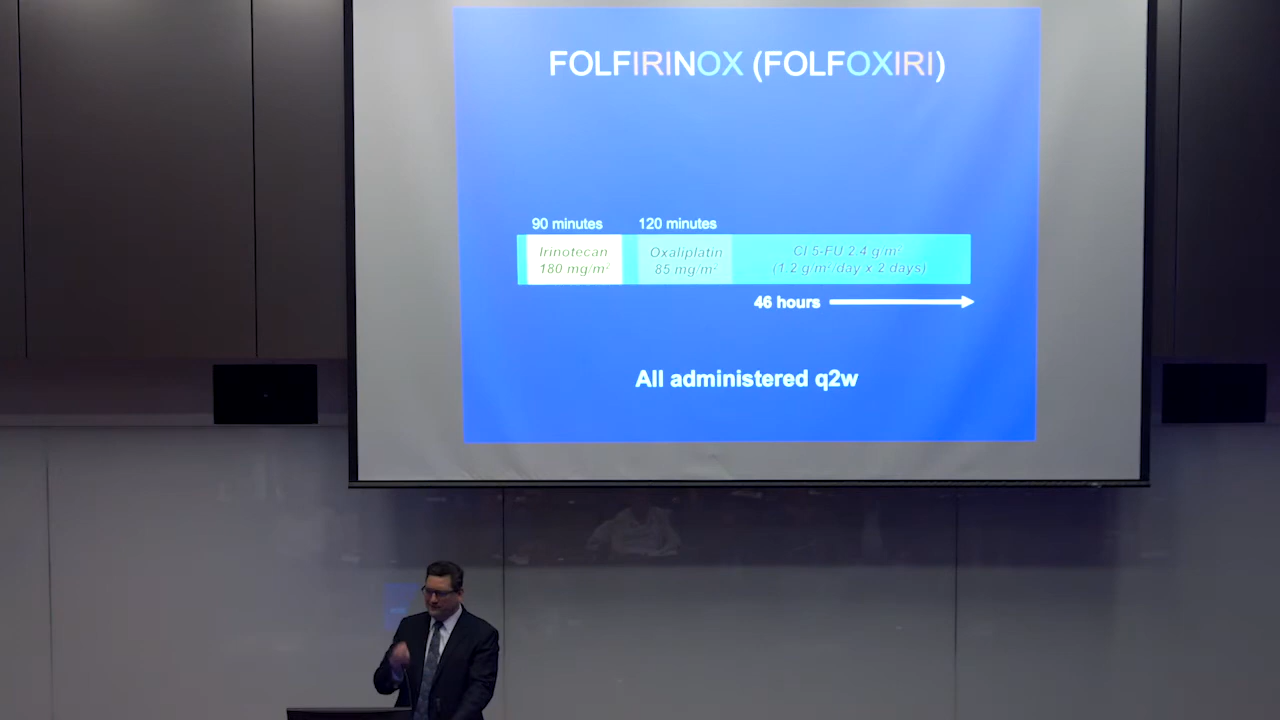 FOLFIRINOX (FOLFOXIRI)
90 minutes 120 minutes
Irinotecan
180 mg/m²
Oxaliplatin
85 mg/m²
CI 5-FU 2.4 g/m²
(1.2 g/m²/day x 2 days)
46 hours
All administered q2w